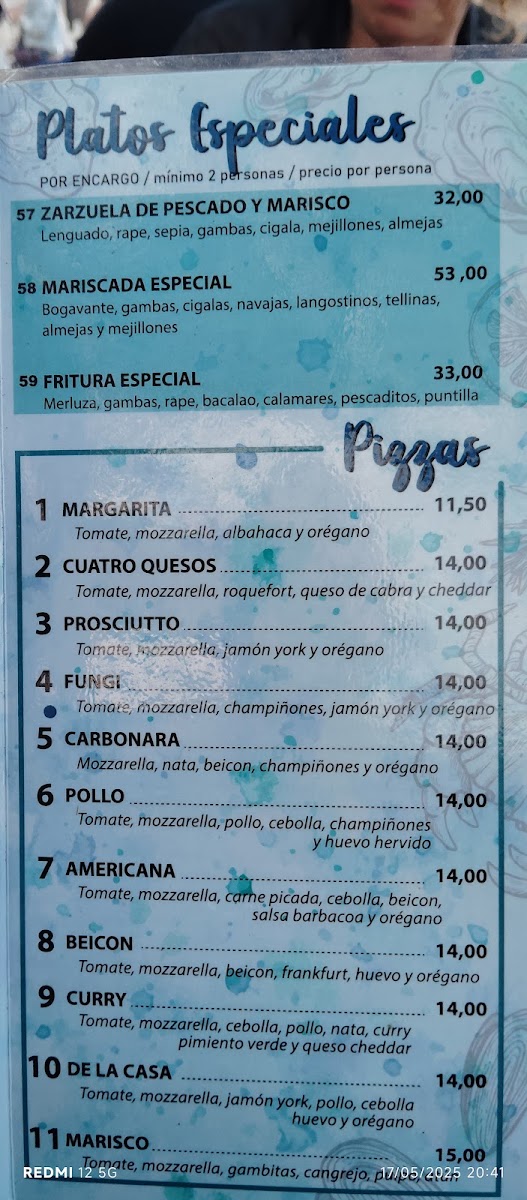 Platos Especiales
POR ENCARGO / mínimo 2 personas / precio por persona
57 ZARZUELA DE PESCADO Y MARISCO 32,00
Lenguado, rape, sepia, gambas, cigala, mejillones, almejas
58 MARISCADA ESPECIAL 53 ,00
Bogavante, gambas, cigalas, navajas, langostinos, tellinas,
almejas y mejillones
59 FRITURA ESPECIAL 33,00
Merluza, gambas, rape, bacalao, calamares, pescaditos, puntilla
Pizzas
1 MARGARITA 11,50
Tomate, mozzarella, albahaca y orégano
2 CUATRO QUESOS 14,00
Tomate, mozzarella, roquefort, queso de cabra y cheddar
3 PROSCIUTTO 14,00
Tomate, mozzarella, jamón york y orégano
4 FUNGI 14,00
Tomate, mozzarella, champiñones, jamón york y orégano
5 CARBONARA 14,00
Mozzarella, nata, beicon, champiñones y orégano
6 POLLO 14,00
Tomate, mozzarella, pollo, cebolla, champiñones
y huevo hervido
7 AMERICANA 14,00
Tomate, mozzarella, carne picada, cebolla, beicon,
salsa barbacoa y orégano
8 BEICON 14,00
Tomate, mozzarella, beicon, frankfurt, huevo y orégano
9 CURRY 14,00
Tomate, mozzarella, cebolla, pollo, nata, curry
pimiento verde y queso cheddar
10 DE LA CASA 14,00
Tomate, mozzarella, jamón york, pollo, cebolla
huevo y orégano
11 MARISCO 15,00
Tomate, mozzarella, gambitas, cangrejo, pulpo, atún
REDMI 12 5G 17/05/2025 20:41